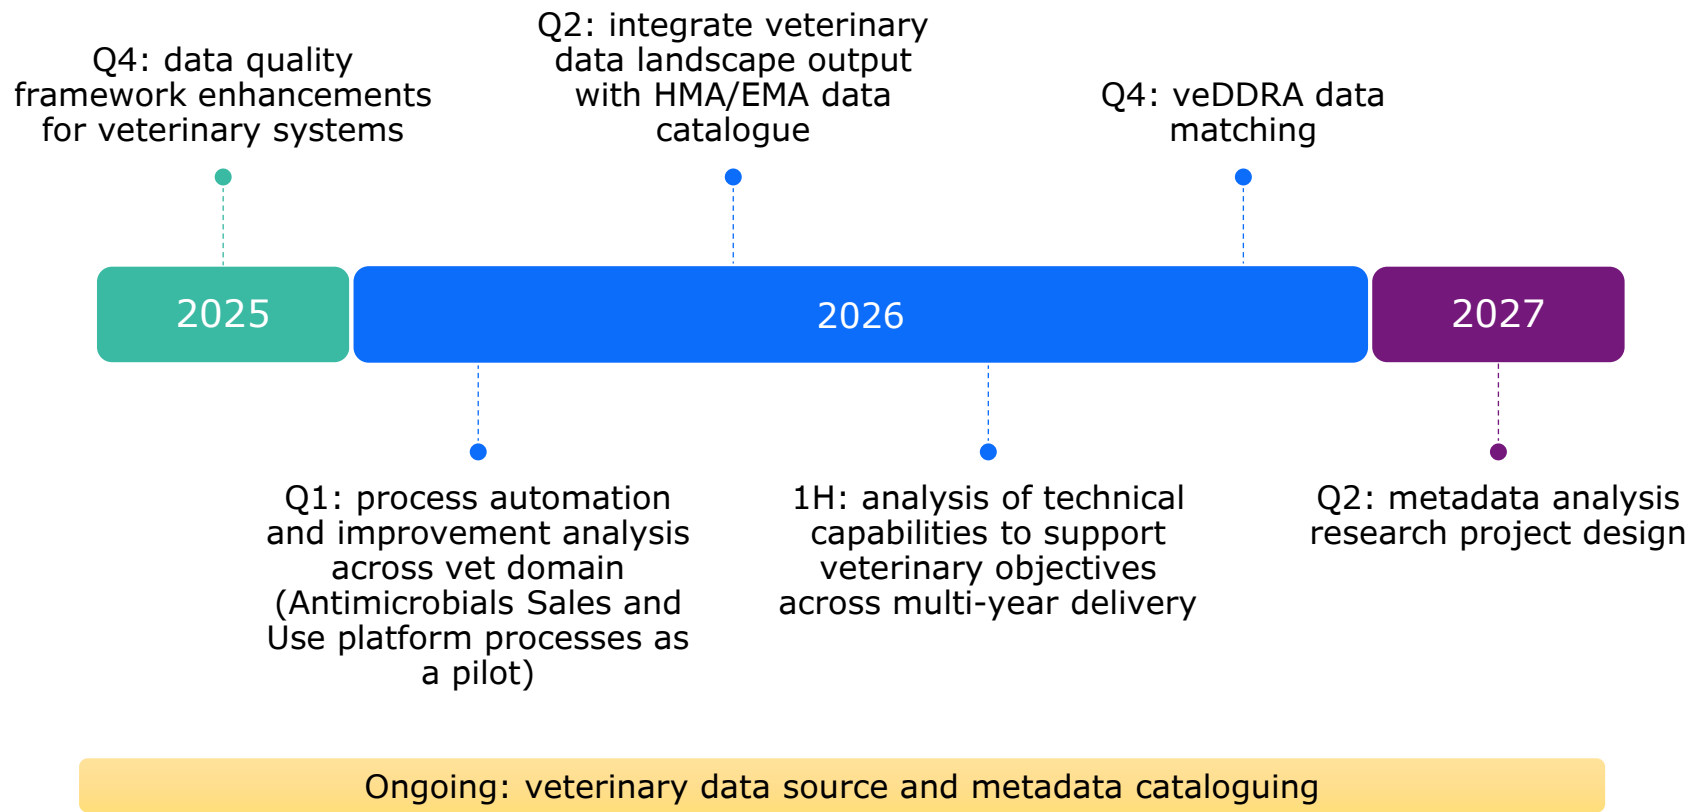 Q4: data quality
framework enhancements
for veterinary systems
Q2: integrate veterinary
data landscape output
with HMA/EMA data
catalogue
Q4: veDDRA data
matching
2025
2026
2027
Q1: process automation
and improvement analysis
across vet domain
(Antimicrobials Sales and
Use platform processes as
a pilot)
1H: analysis of technical
capabilities to support
veterinary objectives
across multi-year delivery
Q2: metadata analysis
research project design
Ongoing: veterinary data source and metadata cataloguing